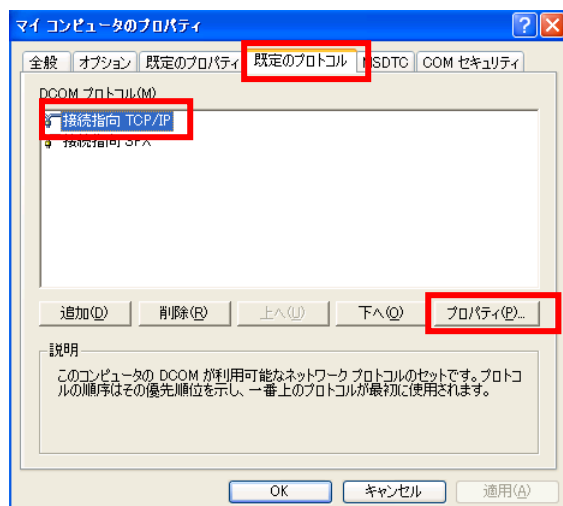 マイ コンピュータのプロパティ
全般 オプション 既定のプロパティ 既定のプロトコル MSDTC COM セキュリティ
DCOM プロトコル(M)
接続指向 TCP/IP
接続指向 SPX
追加(D) 削除(R) 上へ(U) 下へ(O) プロパティ(P)...
説明
このコンピュータの DCOM が利用可能なネットワーク プロトコルのセットです。プロトコ
ルの順序はその優先順位を示し、一番上のプロトコルが最初に使用されます。
OK キャンセル 適用(A)